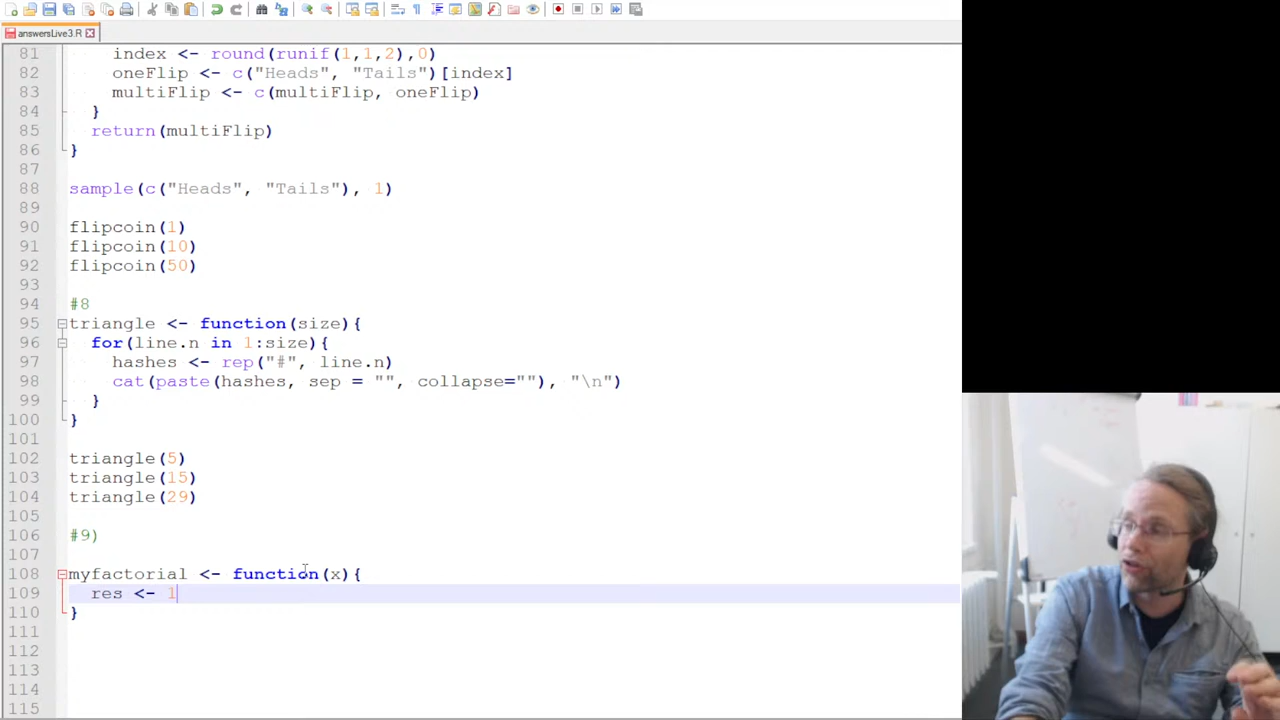 answersLive3.R
81 index <- round(runif(1,1,2),0)
82 oneFlip <- c("Heads", "Tails")[index]
83 multiFlip <- c(multiFlip, oneFlip)
84 }
85 return(multiFlip)
86 }
87
88 sample(c("Heads", "Tails"), 1)
89
90 flipcoin(1)
91 flipcoin(10)
92 flipcoin(50)
93
94 #8
95 triangle <- function(size){
96 for(line.n in 1:size){
97 hashes <- rep("#", line.n)
98 cat(paste(hashes, sep = "", collapse=""), "\n")
99 }
100 }
101
102 triangle(5)
103 triangle(15)
104 triangle(29)
105
106 #9)
107
108 myfactorial <- function(x){
109 res <- 1
110 }
111
112
113
114
115